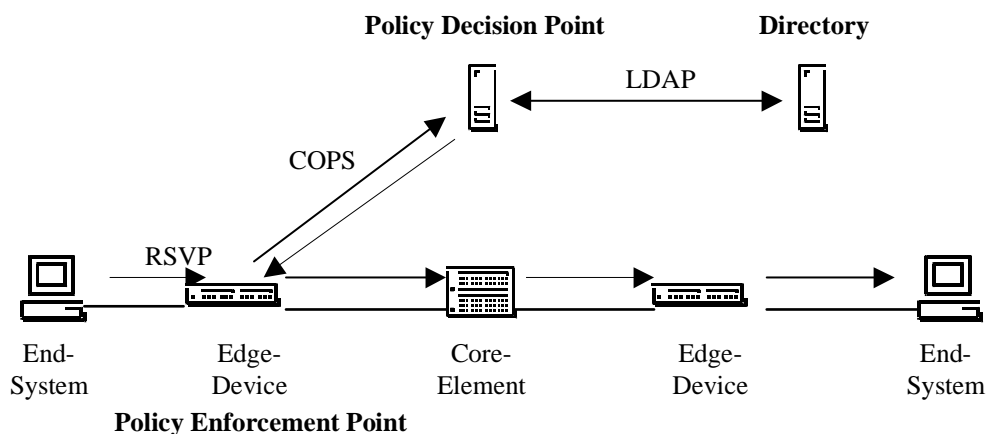 Policy Decision Point Directory
LDAP
COPS
RSVP
End-
System
Edge-
Device
Core-
Element
Edge-
Device
End-
System
Policy Enforcement Point